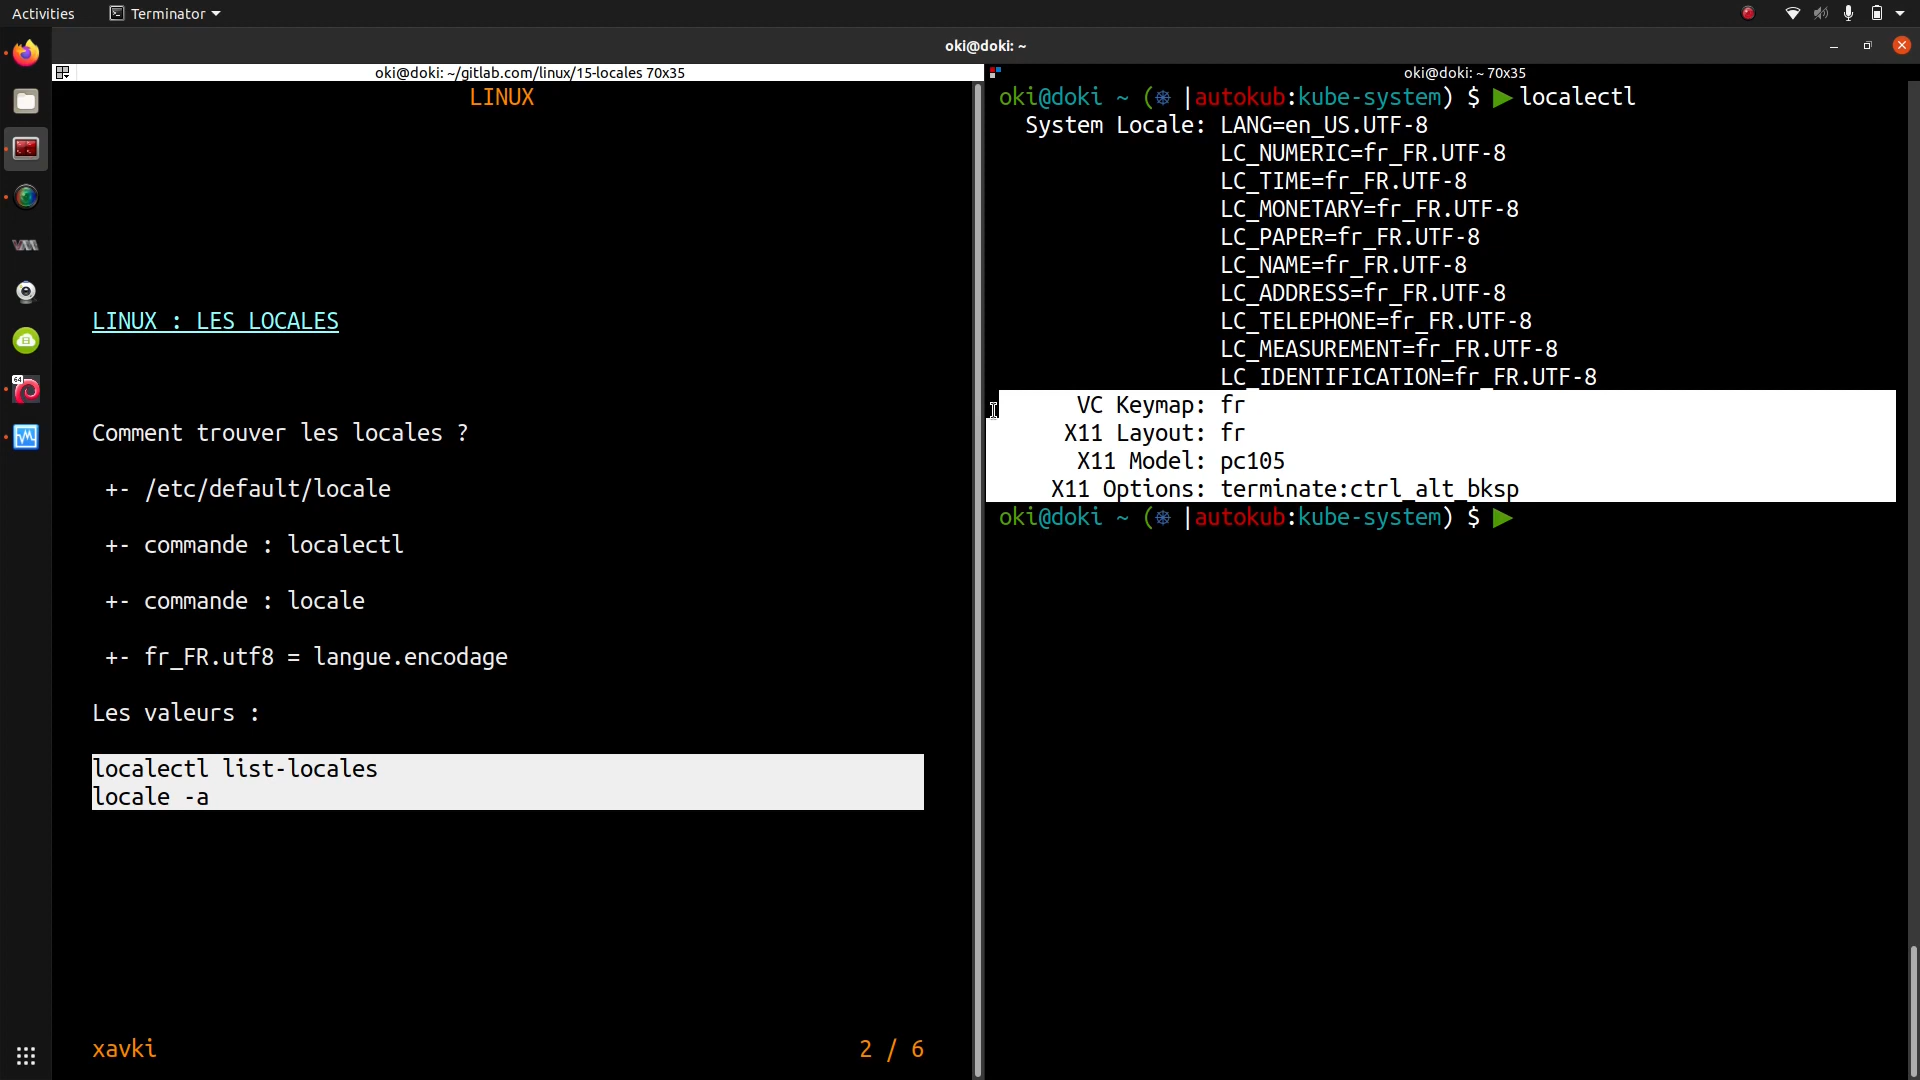 Activities
Terminator
oki@doki: ~
oki@doki: ~/gitlab.com/linux/15-locales 70x35
LINUX
LINUX : LES LOCALES
Comment trouver les locales ?
+- /etc/default/locale
+- commande : localectl
+- commande : locale
+- fr_FR.utf8 = langue.encodage
Les valeurs :
localectl list-locales
locale -a
xavki
2 / 6
oki@doki: ~ 70x35
oki@doki ~ (⎈ |autokub:kube-system) $ ▶ localectl
System Locale: LANG=en_US.UTF-8
LC_NUMERIC=fr_FR.UTF-8
LC_TIME=fr_FR.UTF-8
LC_MONETARY=fr_FR.UTF-8
LC_PAPER=fr_FR.UTF-8
LC_NAME=fr_FR.UTF-8
LC_ADDRESS=fr_FR.UTF-8
LC_TELEPHONE=fr_FR.UTF-8
LC_MEASUREMENT=fr_FR.UTF-8
LC_IDENTIFICATION=fr_FR.UTF-8
VC Keymap: fr
X11 Layout: fr
X11 Model: pc105
X11 Options: terminate:ctrl_alt_bksp
oki@doki ~ (⎈ |autokub:kube-system) $ ▶
64